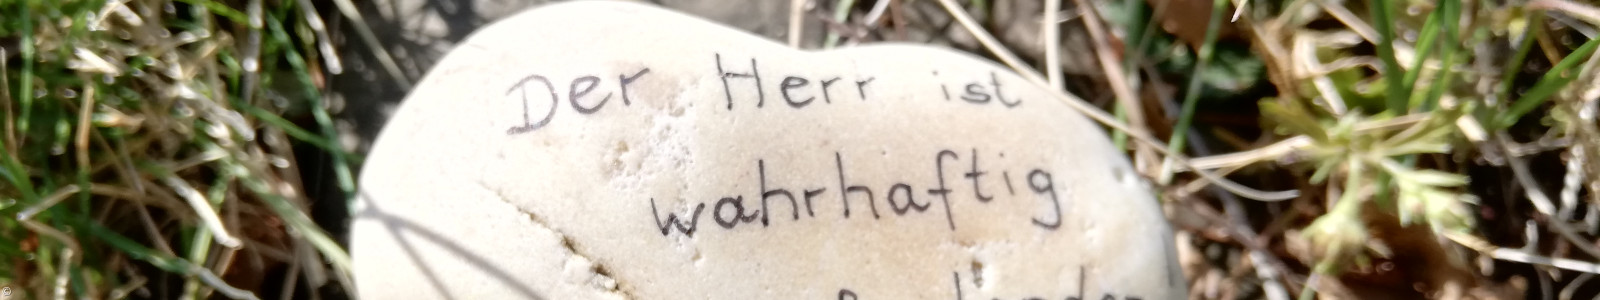 Der Herr ist
wahrhaftig